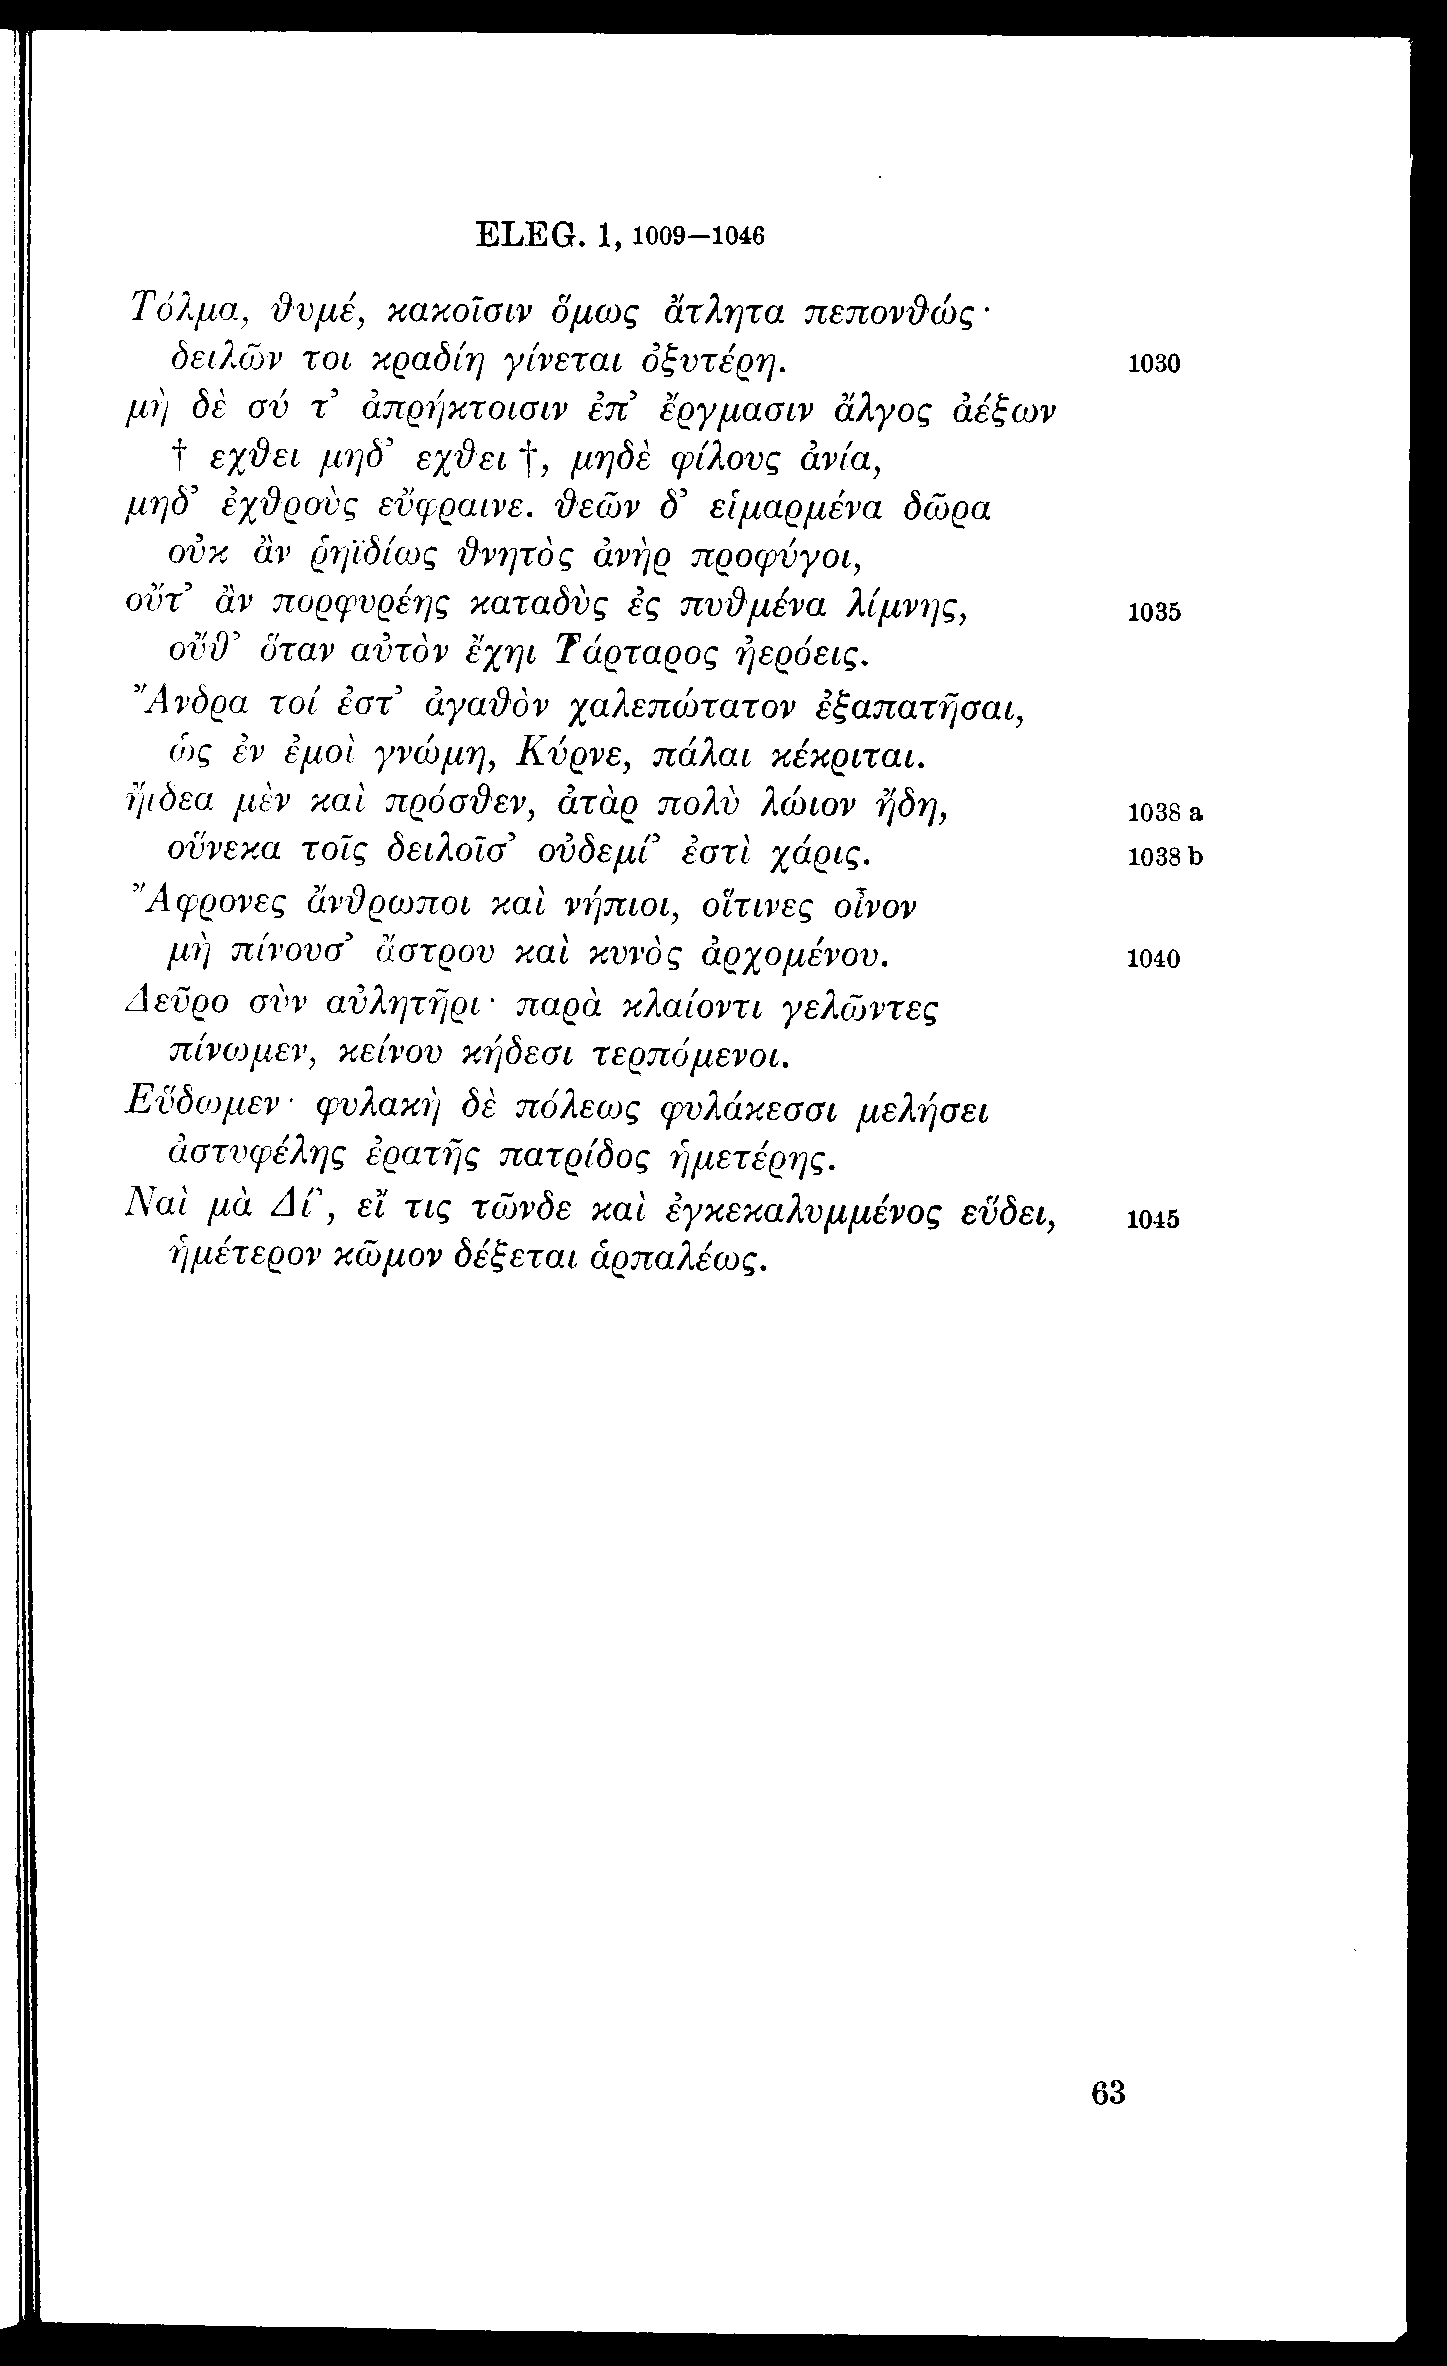 ELEG. 1, 1009—1046
Τόλμα, θυμέ, κακοῖσιν ὅμως ἄτλητα πεπονθώς·
δειλῶν τοι κραδίη γίνεται ὀξυτέρη. 1030
μὴ δὲ σύ τ’ ἀπρήκτοισιν ἐπ’ ἔργμασιν ἄλγος ἀέξων
† εχθει μηδ’ εχθει †, μηδὲ φίλους ἀνία,
μηδ’ ἐχθροὺς εὔφραινε. θεῶν δ’ εἱμαρμένα δῶρα
οὐκ ἂν ῥηϊδίως θνητὸς ἀνὴρ προφύγοι,
οὔτ’ ἂν πορφυρέης καταδὺς ἐς πυθμένα λίμνης, 1035
οὔθ’ ὅταν αὐτὸν ἔχηι Τάρταρος ἠερόεις.
Ἄνδρα τοί ἐστ’ ἀγαθὸν χαλεπώτατον ἐξαπατῆσαι,
ὡς ἐν ἐμοὶ γνώμη, Κύρνε, πάλαι κέκριται.
ἤιδεα μὲν καὶ πρόσθεν, ἀτὰρ πολὺ λώιον ἤδη, 1038 a
οὕνεκα τοῖς δειλοῖσ’ οὐδεμί’ ἐστὶ χάρις. 1038 b
Ἄφρονες ἄνθρωποι καὶ νήπιοι, οἵτινες οἶνον
μὴ πίνουσ’ ἄστρου καὶ κυνὸς ἀρχομένου. 1040
Δεῦρο σὺν αὐλητῆρι· παρὰ κλαίοντι γελῶντες
πίνωμεν, κείνου κήδεσι τερπόμενοι.
Εὕδωμεν· φυλακὴ δὲ πόλεως φυλάκεσσι μελήσει
ἀστυφέλης ἐρατῆς πατρίδος ἡμετέρης.
Ναὶ μὰ Δί’, εἴ τις τῶνδε καὶ ἐγκεκαλυμμένος εὕδει, 1045
ἡμέτερον κῶμον δέξεται ἁρπαλέως.
63